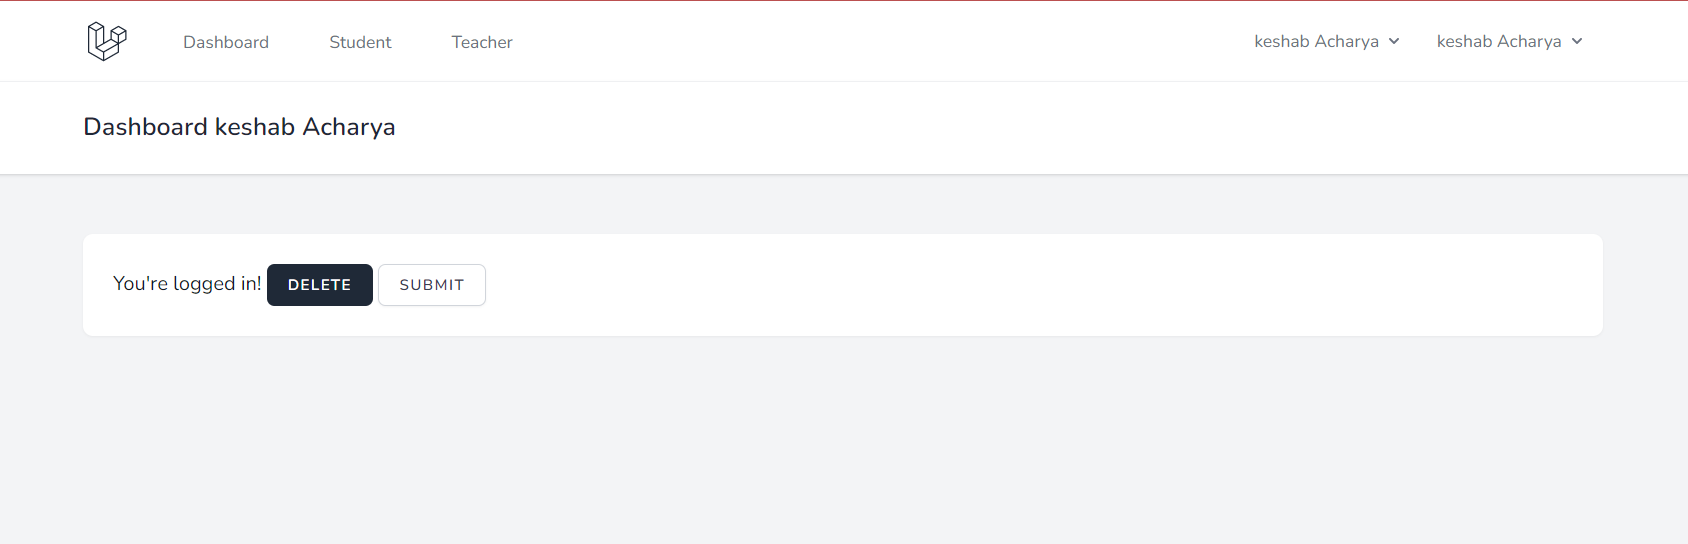 Dashboard Student Teacher keshab Acharya keshab Acharya
Dashboard keshab Acharya
You're logged in! DELETE SUBMIT